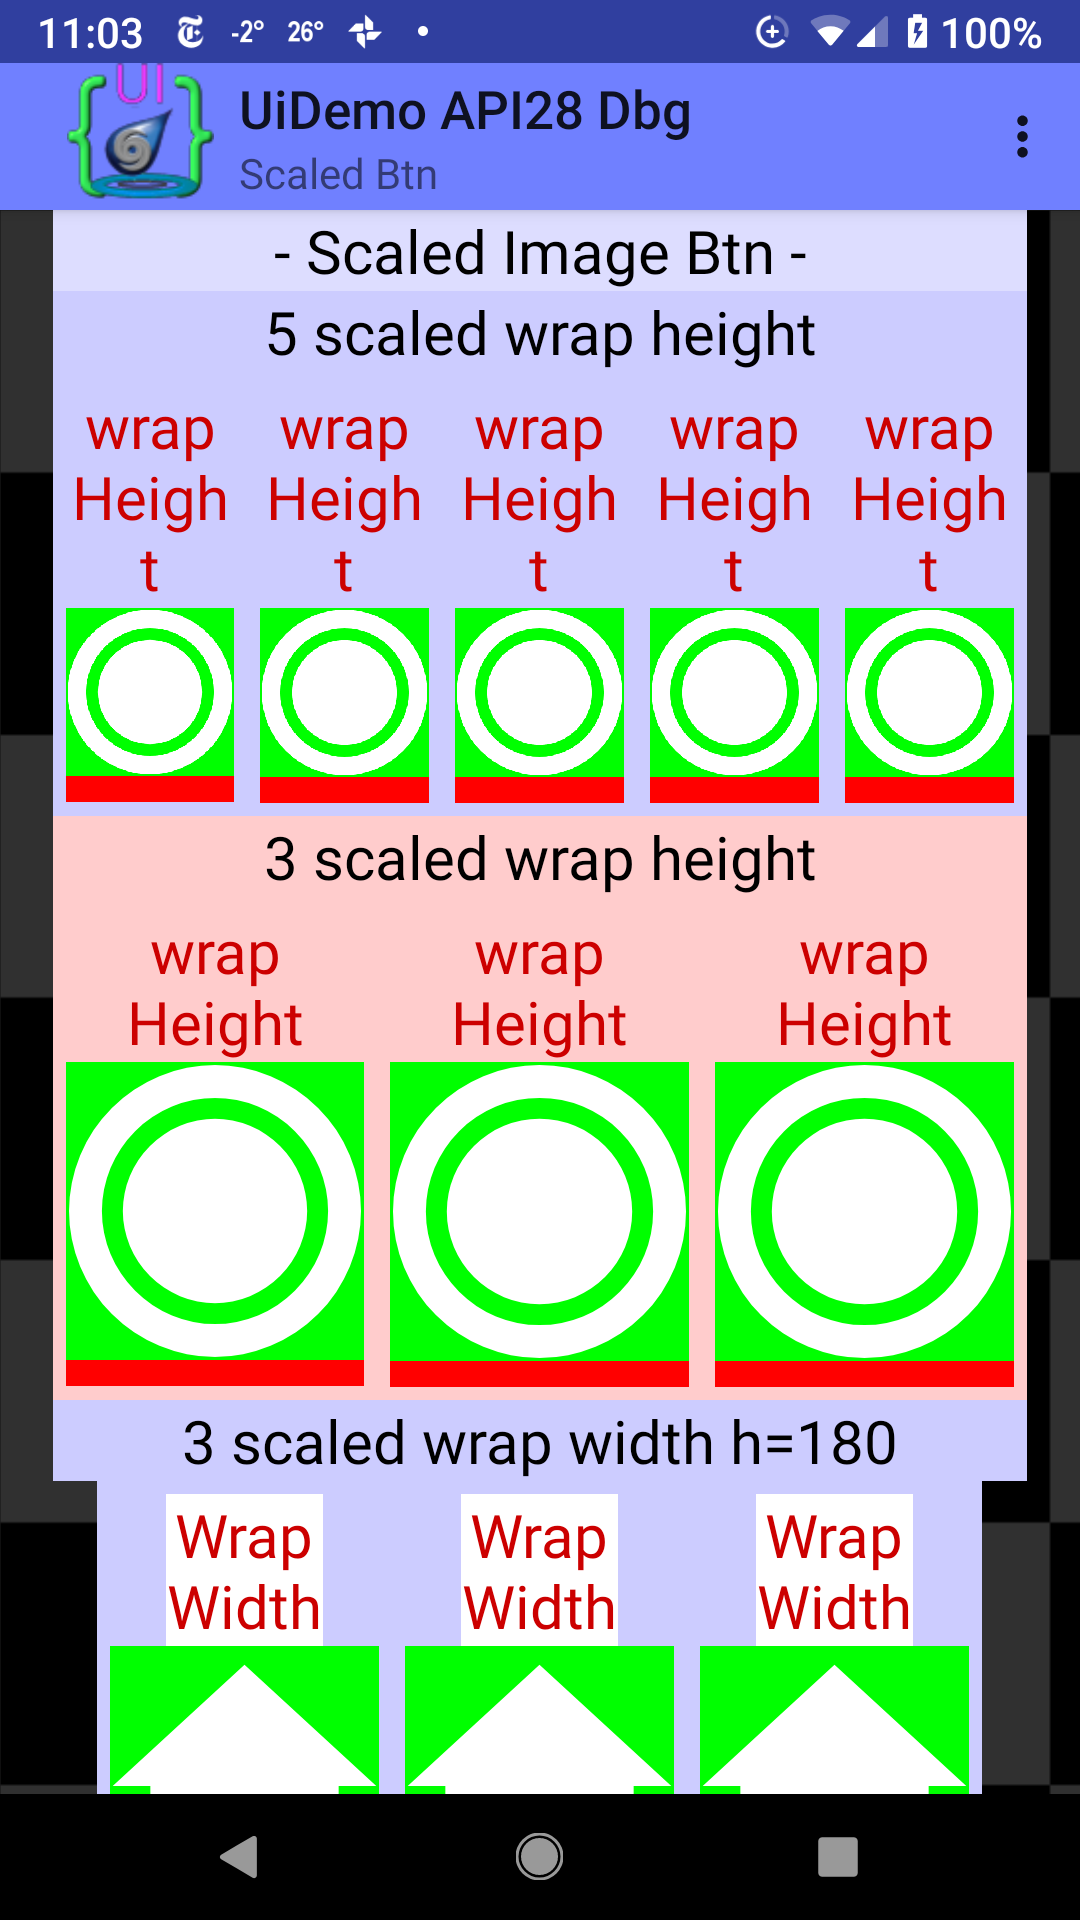 11:03 -2° 26° 100%
UI
UiDemo API28 Dbg
Scaled Btn
- Scaled Image Btn -
5 scaled wrap height
wrap wrap wrap wrap wrap
Heigh Heigh Heigh Heigh Heigh
t t t t t
3 scaled wrap height
wrap wrap wrap
Height Height Height
3 scaled wrap width h=180
Wrap Wrap Wrap
Width Width Width